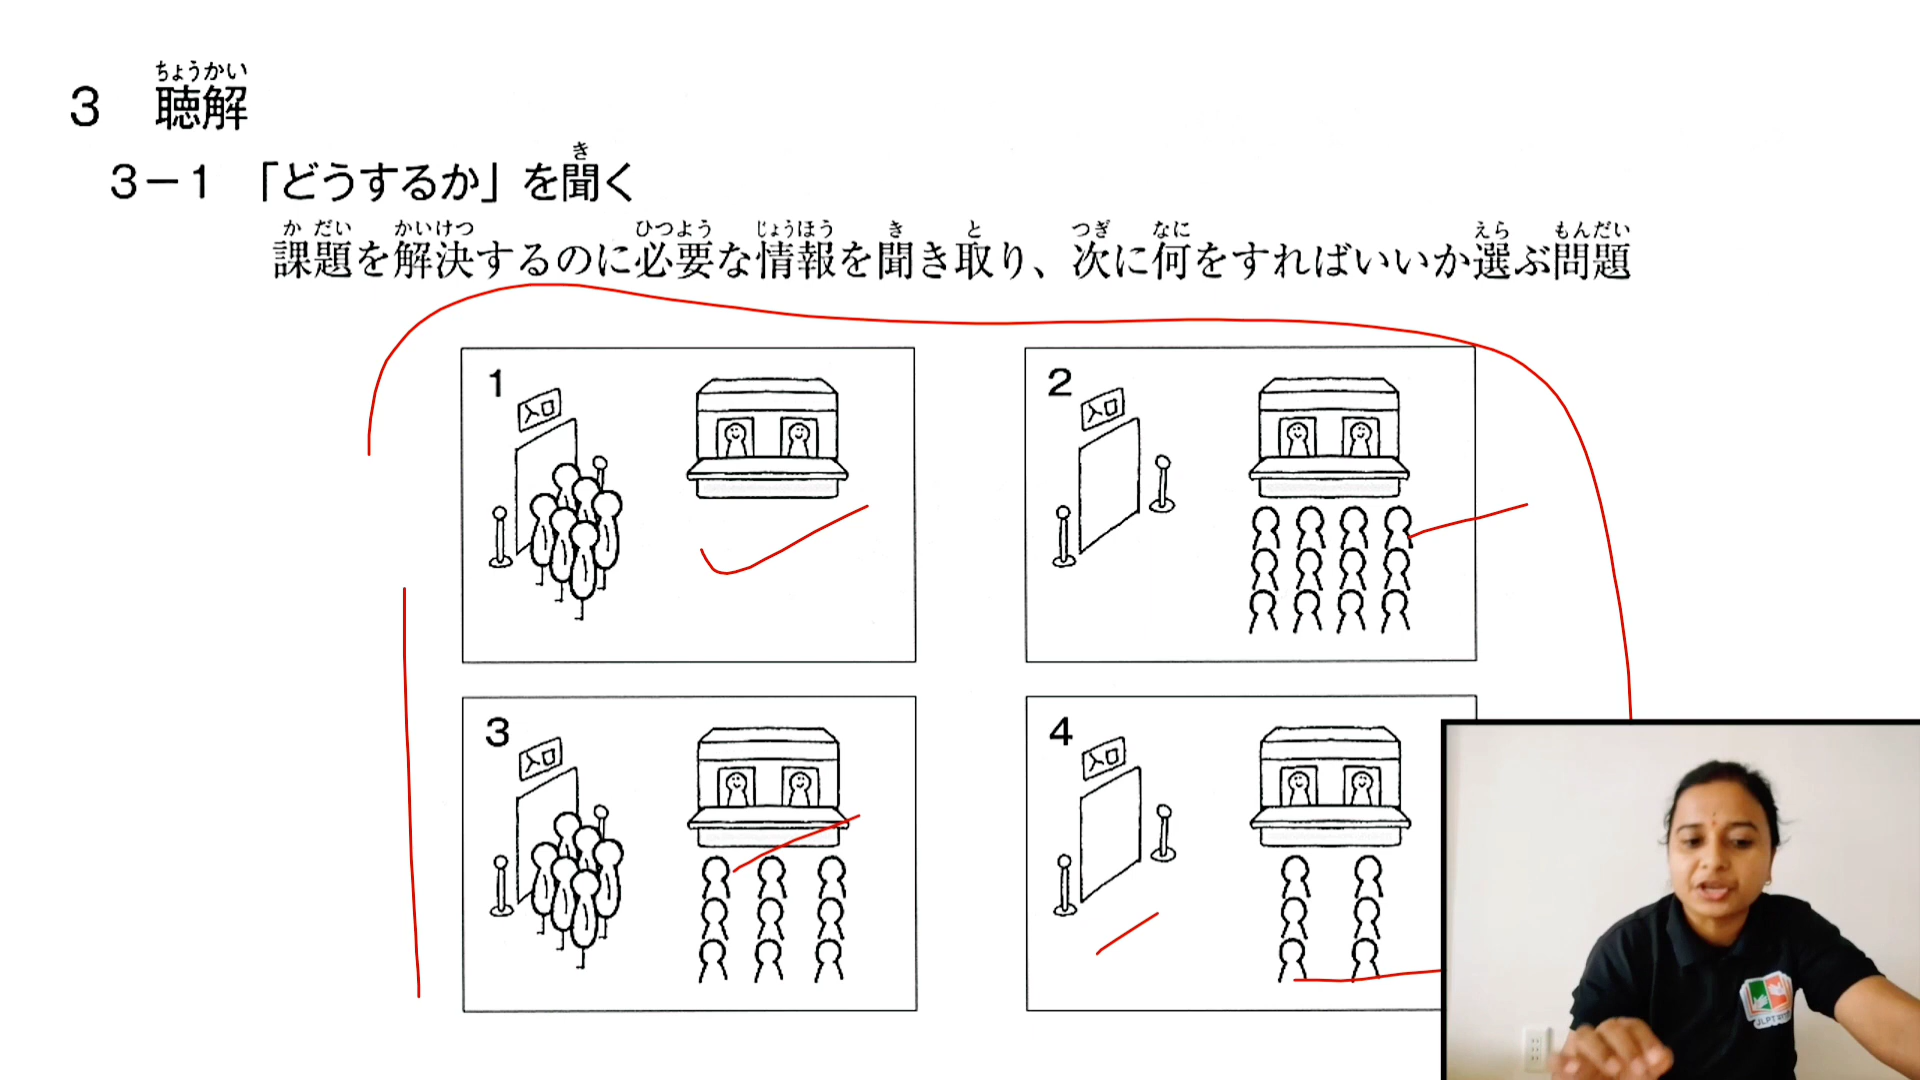 3 聴解
ちょうかい
3－1 「どうするか」を聞く
き
課題を解決するのに必要な情報を聞き取り、次に何をすればいいか選ぶ問題
か だい かいけつ ひつよう じょうほう き と つぎ なに えら もんだい
1
入口
2
入口
3
入口
4
入口